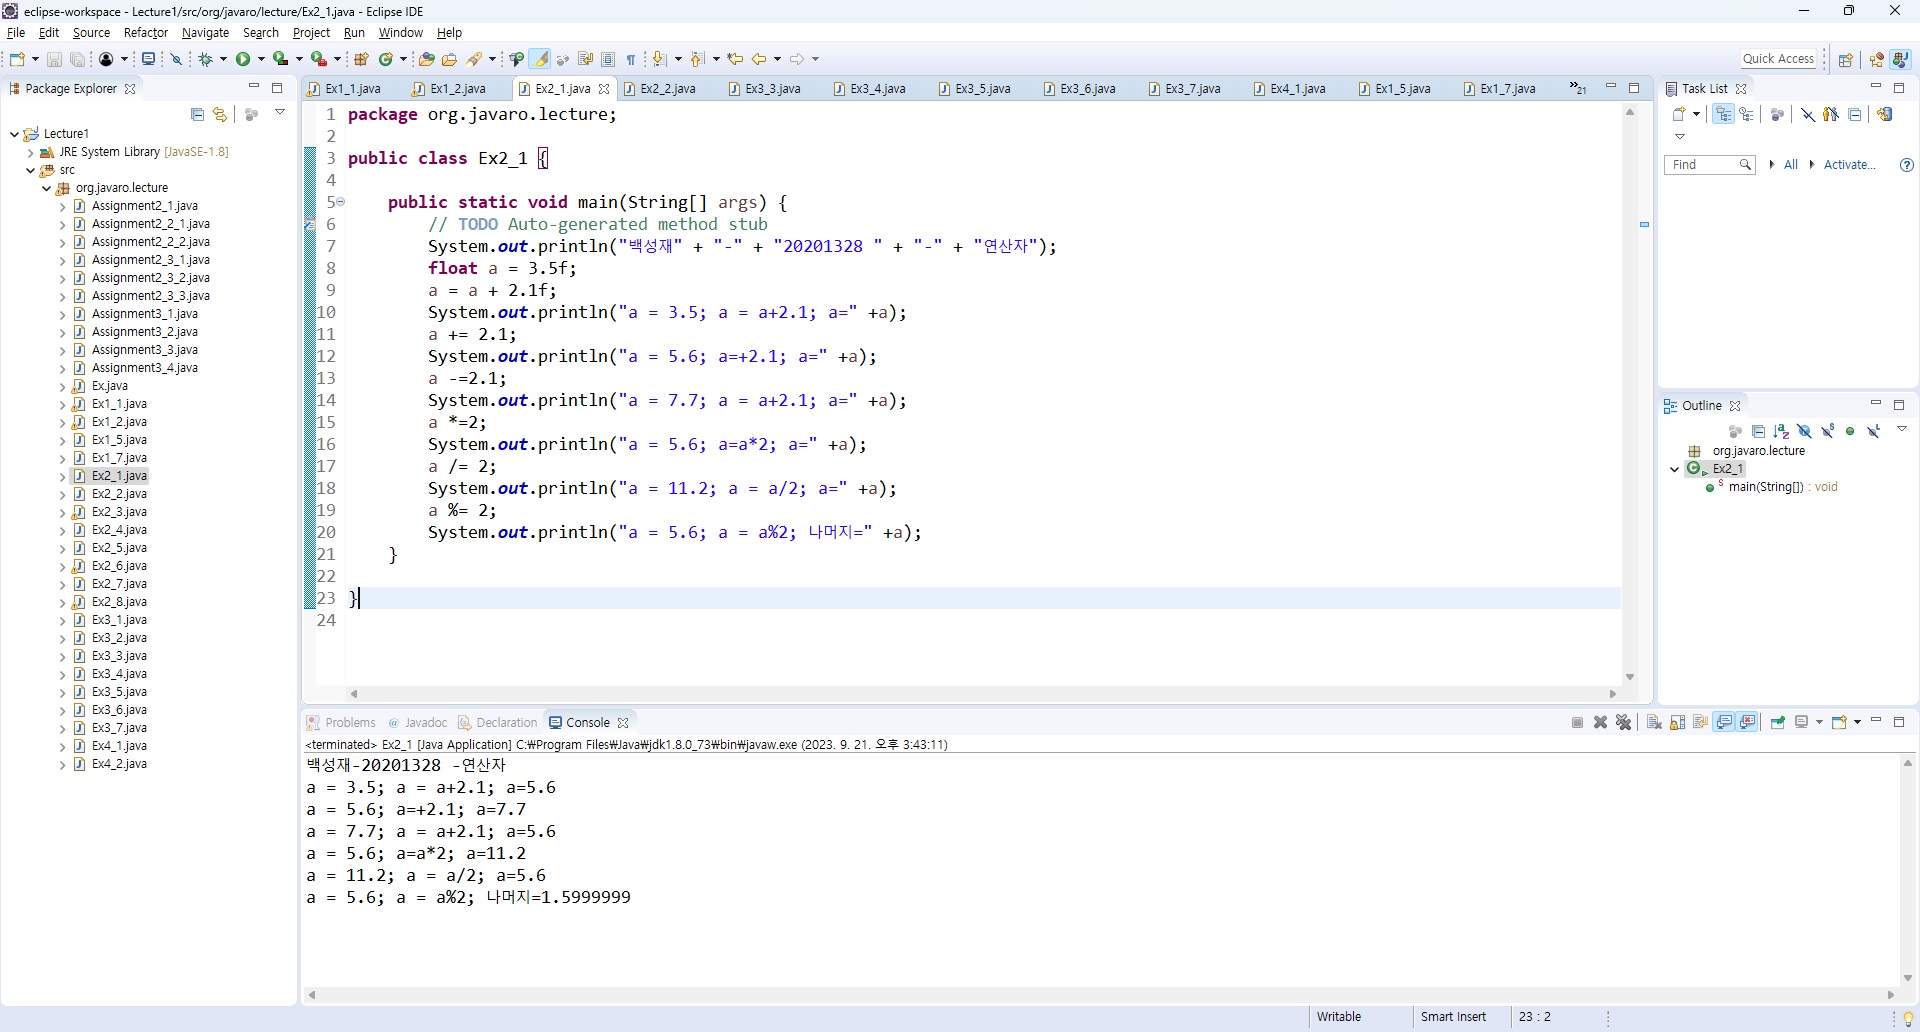 eclipse-workspace - Lecture1/src/org/javaro/lecture/Ex2_1.java - Eclipse IDE
File Edit Source Refactor Navigate Search Project Run Window Help
Quick Access
Package Explorer
Lecture1
JRE System Library [JavaSE-1.8]
src
org.javaro.lecture
Assignment2_1.java
Assignment2_2_1.java
Assignment2_2_2.java
Assignment2_3_1.java
Assignment2_3_2.java
Assignment2_3_3.java
Assignment3_1.java
Assignment3_2.java
Assignment3_3.java
Assignment3_4.java
Ex.java
Ex1_1.java
Ex1_2.java
Ex1_5.java
Ex1_7.java
Ex2_1.java
Ex2_2.java
Ex2_3.java
Ex2_4.java
Ex2_5.java
Ex2_6.java
Ex2_7.java
Ex2_8.java
Ex3_1.java
Ex3_2.java
Ex3_3.java
Ex3_4.java
Ex3_5.java
Ex3_6.java
Ex3_7.java
Ex4_1.java
Ex4_2.java
Ex1_1.java Ex1_2.java Ex2_1.java Ex2_2.java Ex3_3.java Ex3_4.java Ex3_5.java Ex3_6.java Ex3_7.java Ex4_1.java Ex1_5.java Ex1_7.java »21
1 package org.javaro.lecture;
2
3 public class Ex2_1 {
4
5 public static void main(String[] args) {
6 // TODO Auto-generated method stub
7 System.out.println("백성재" + "-" + "20201328 " + "-" + "연산자");
8 float a = 3.5f;
9 a = a + 2.1f;
10 System.out.println("a = 3.5; a = a+2.1; a=" +a);
11 a += 2.1;
12 System.out.println("a = 5.6; a=+2.1; a=" +a);
13 a -=2.1;
14 System.out.println("a = 7.7; a = a+2.1; a=" +a);
15 a *=2;
16 System.out.println("a = 5.6; a=a*2; a=" +a);
17 a /= 2;
18 System.out.println("a = 11.2; a = a/2; a=" +a);
19 a %= 2;
20 System.out.println("a = 5.6; a = a%2; 나머지=" +a);
21 }
22
23 }
24
Problems @ Javadoc Declaration Console
<terminated> Ex2_1 [Java Application] C:₩Program Files₩Java₩jdk1.8.0_73₩bin₩javaw.exe (2023. 9. 21. 오후 3:43:11)
백성재-20201328 -연산자
a = 3.5; a = a+2.1; a=5.6
a = 5.6; a=+2.1; a=7.7
a = 7.7; a = a+2.1; a=5.6
a = 5.6; a=a*2; a=11.2
a = 11.2; a = a/2; a=5.6
a = 5.6; a = a%2; 나머지=1.5999999
Task List
Find All Activate...
Outline
org.javaro.lecture
Ex2_1
main(String[]) : void
Writable Smart Insert 23 : 2